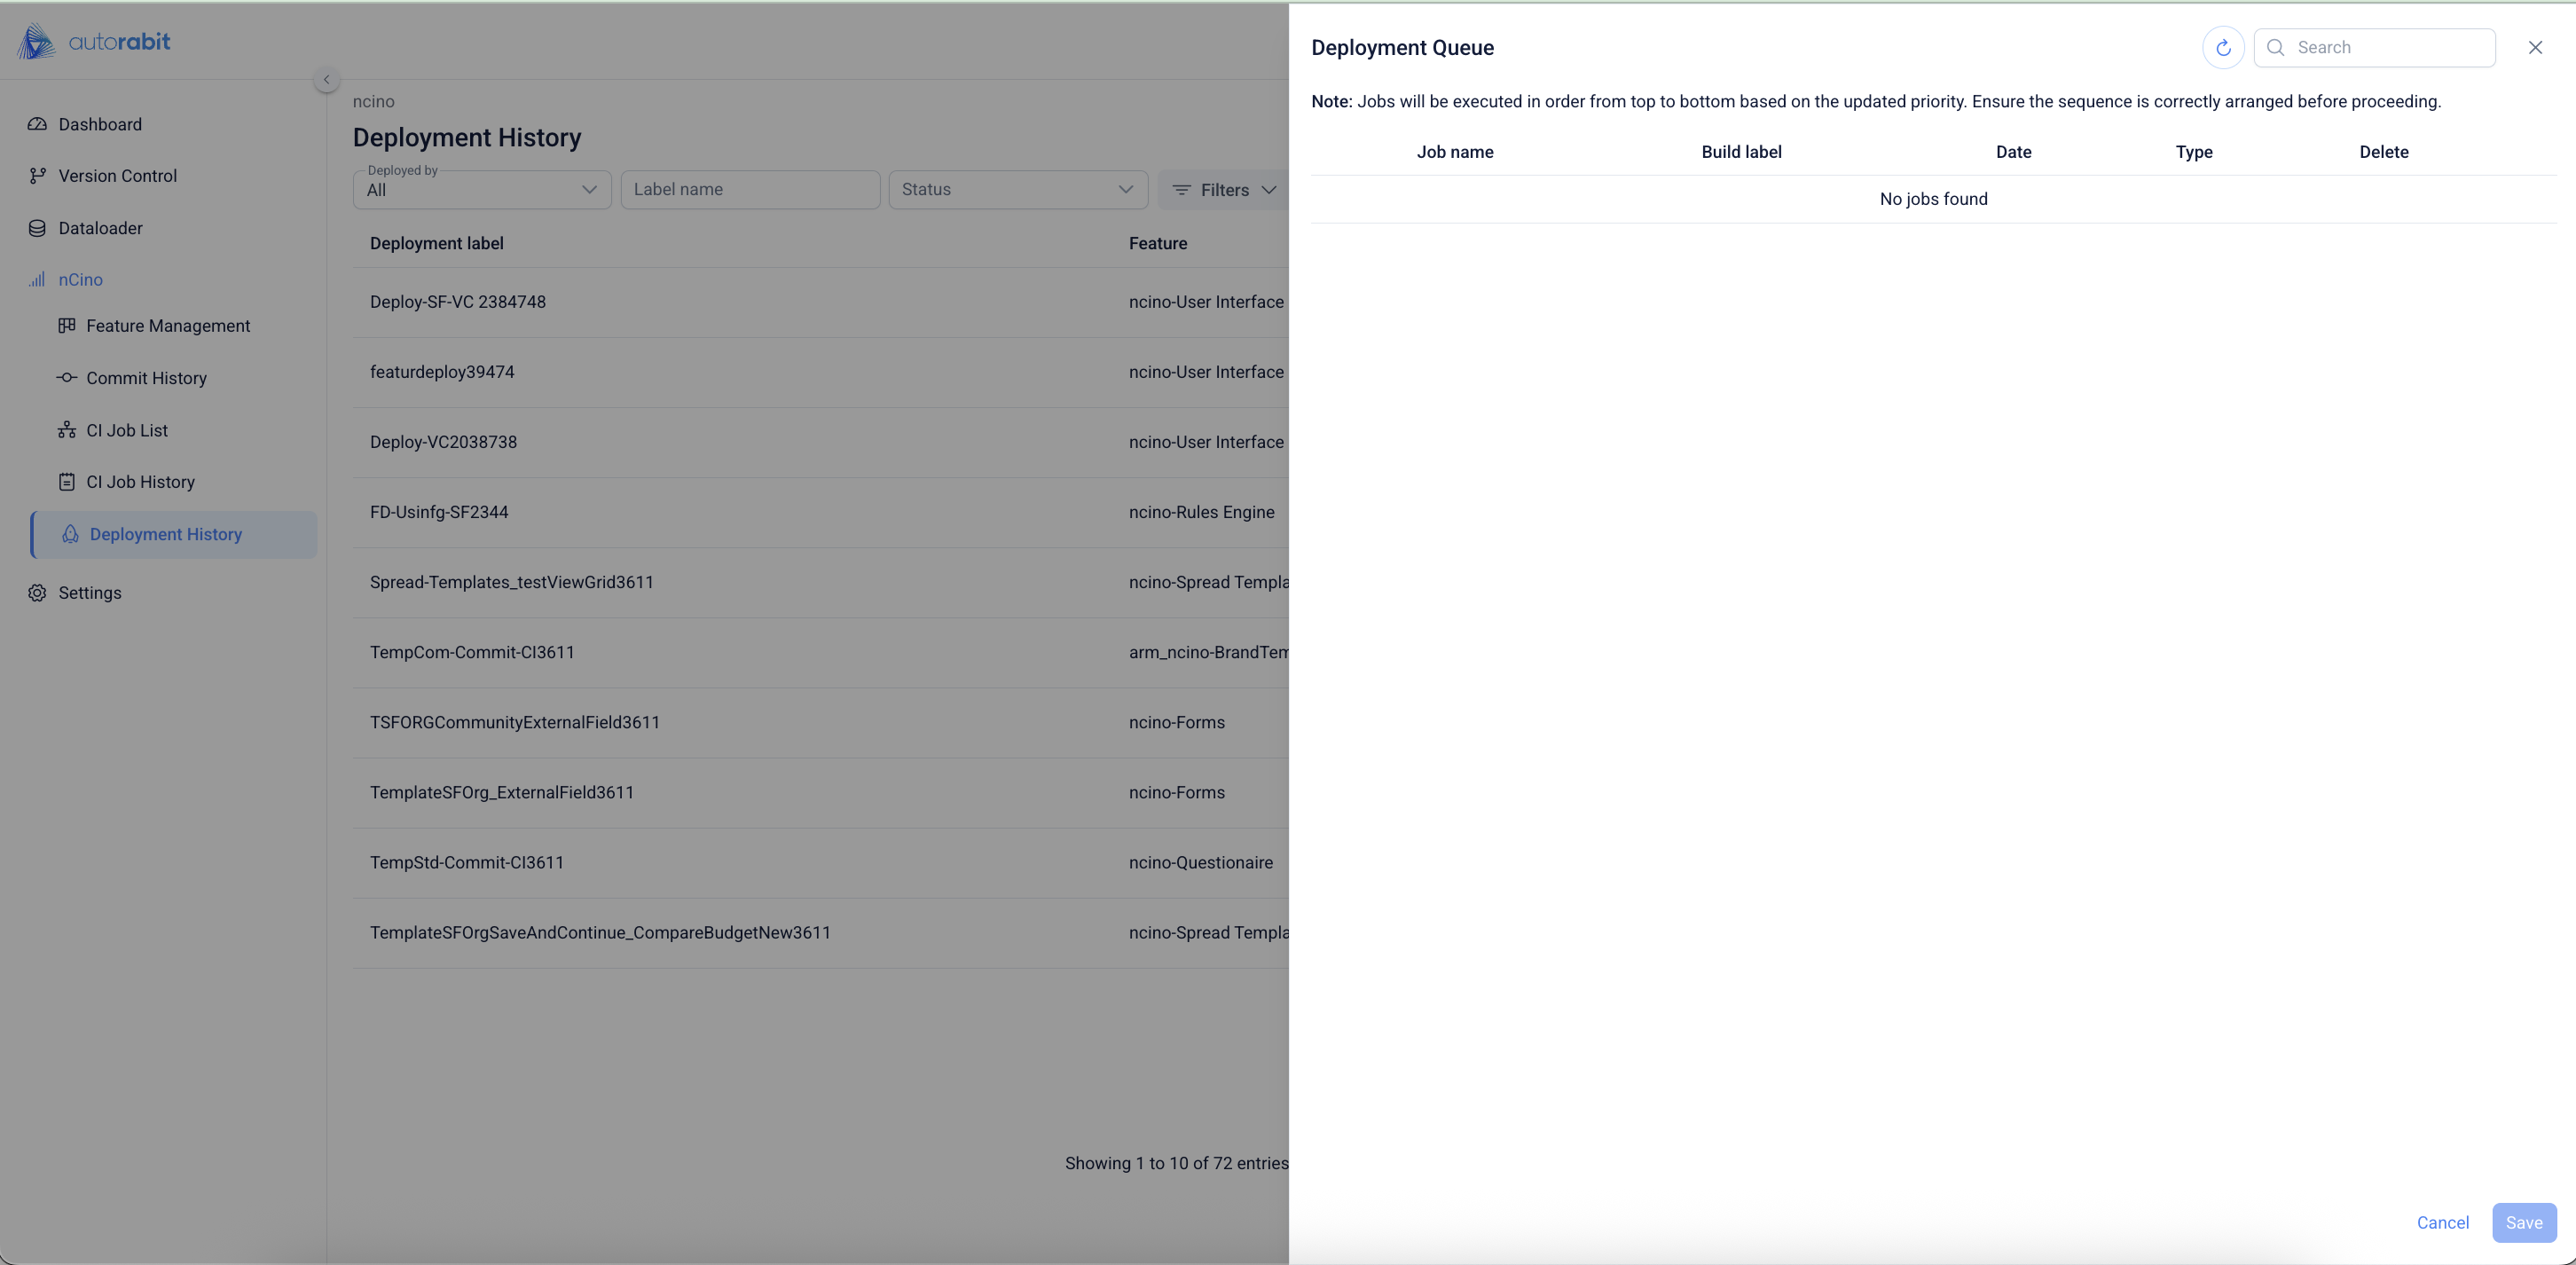 autorabit
Dashboard
Version Control
Dataloader
nCino
Feature Management
Commit History
CI Job List
CI Job History
Deployment History
Settings
ncino
Deployment History
Deployed by
All
Label name
Status
Filters
Deployment label Feature
Deploy-SF-VC 2384748 ncino-User Interface
featurdeploy39474 ncino-User Interface
Deploy-VC2038738 ncino-User Interface
FD-Usinfg-SF2344 ncino-Rules Engine
Spread-Templates_testViewGrid3611 ncino-Spread Templa
TempCom-Commit-CI3611 arm_ncino-BrandTem
TSFORGCommunityExternalField3611 ncino-Forms
TemplateSFOrg_ExternalField3611 ncino-Forms
TempStd-Commit-CI3611 ncino-Questionaire
TemplateSFOrgSaveAndContinue_CompareBudgetNew3611 ncino-Spread Templa
Showing 1 to 10 of 72 entries
Deployment Queue
Search
Note: Jobs will be executed in order from top to bottom based on the updated priority. Ensure the sequence is correctly arranged before proceeding.
Job name Build label Date Type Delete
No jobs found
Cancel Save